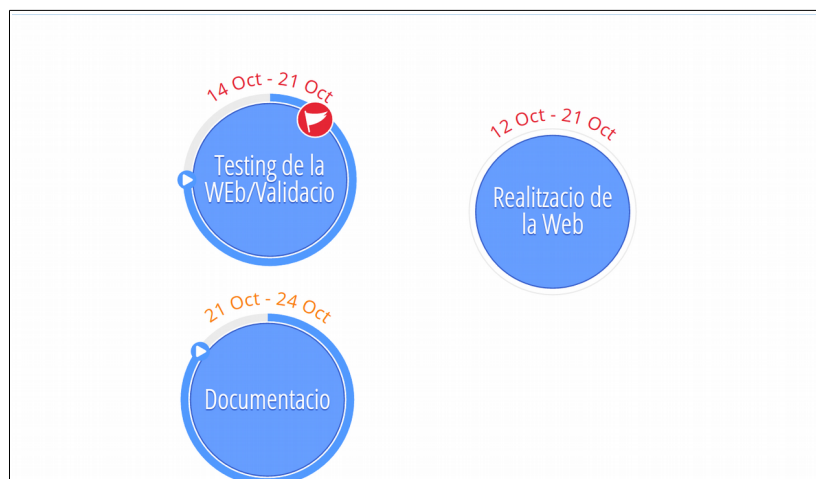 14 Oct - 21 Oct
Testing de la
WEb/Validacio
12 Oct - 21 Oct
Realitzacio de
la Web
21 Oct - 24 Oct
Documentacio